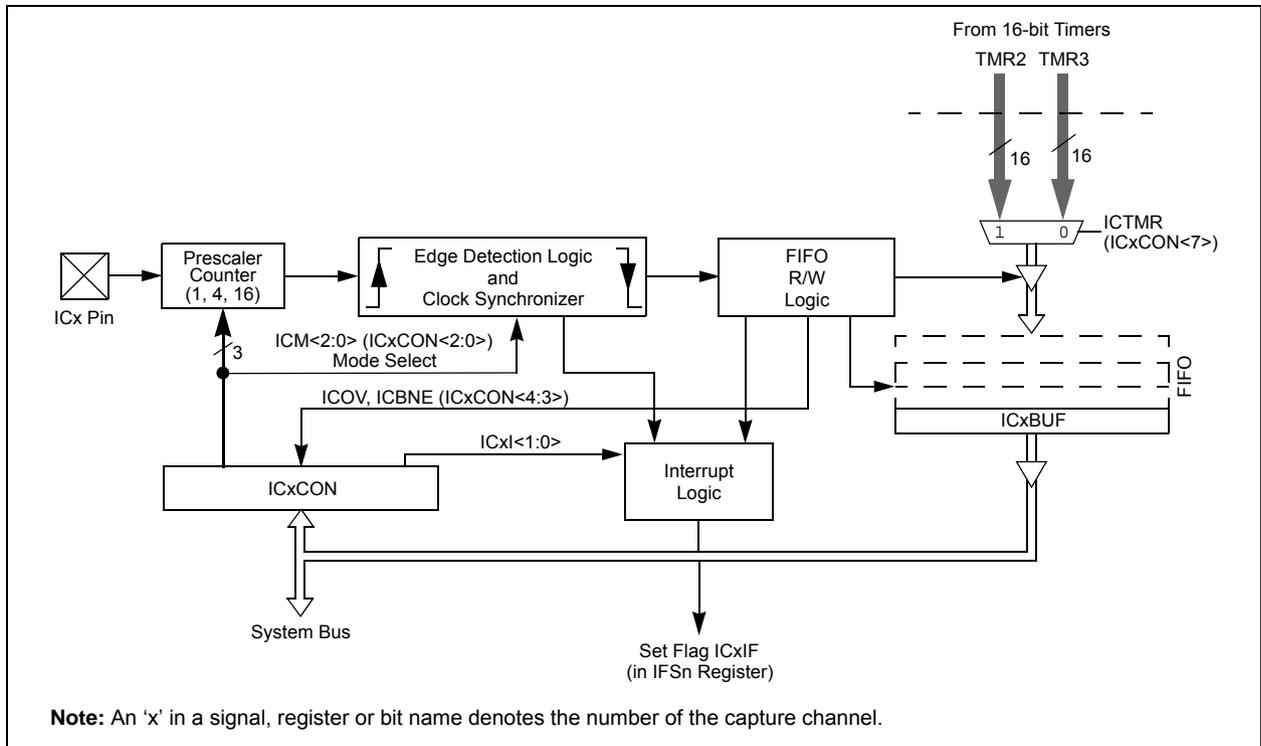 From 16-bit Timers
TMR2 TMR3
16
16
1 0
ICTMR
(ICxCON<7>)
Prescaler
Counter
(1, 4, 16)
Edge Detection Logic
and
Clock Synchronizer
FIFO
R/W
Logic
ICx Pin
3
ICM<2:0> (ICxCON<2:0>)
Mode Select
FIFO
ICOV, ICBNE (ICxCON<4:3>)
ICxBUF
ICxI<1:0>
Interrupt
Logic
ICxCON
System Bus
Set Flag ICxIF
(in IFSn Register)
Note: An ‘x’ in a signal, register or bit name denotes the number of the capture channel.